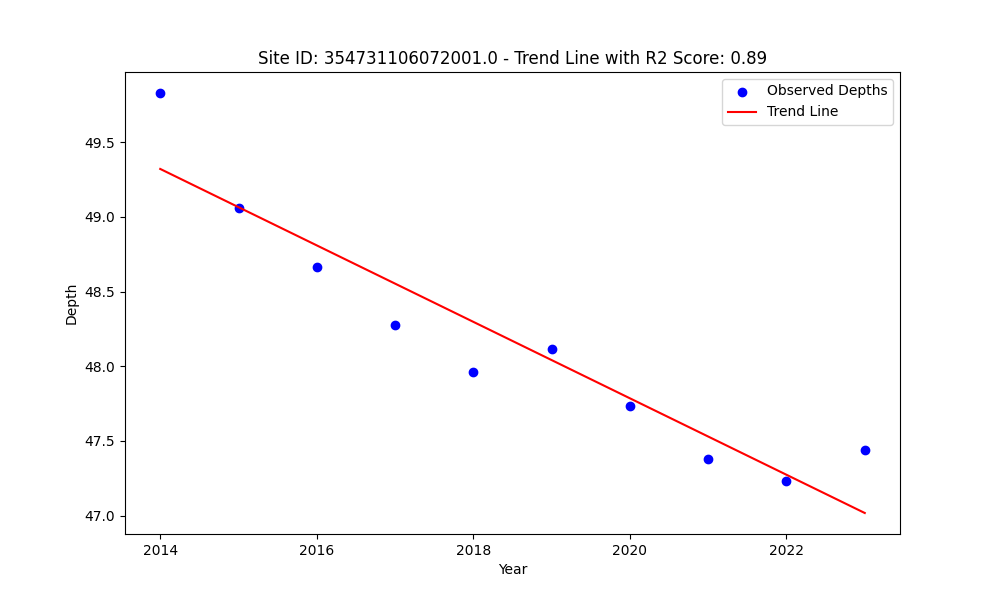 Site ID: 354731106072001.0 - Trend Line with R2 Score: 0.89
Observed Depths
Trend Line
49.5
49.0
48.5
48.0
47.5
47.0
Depth
2014
2016
2018
2020
2022
Year